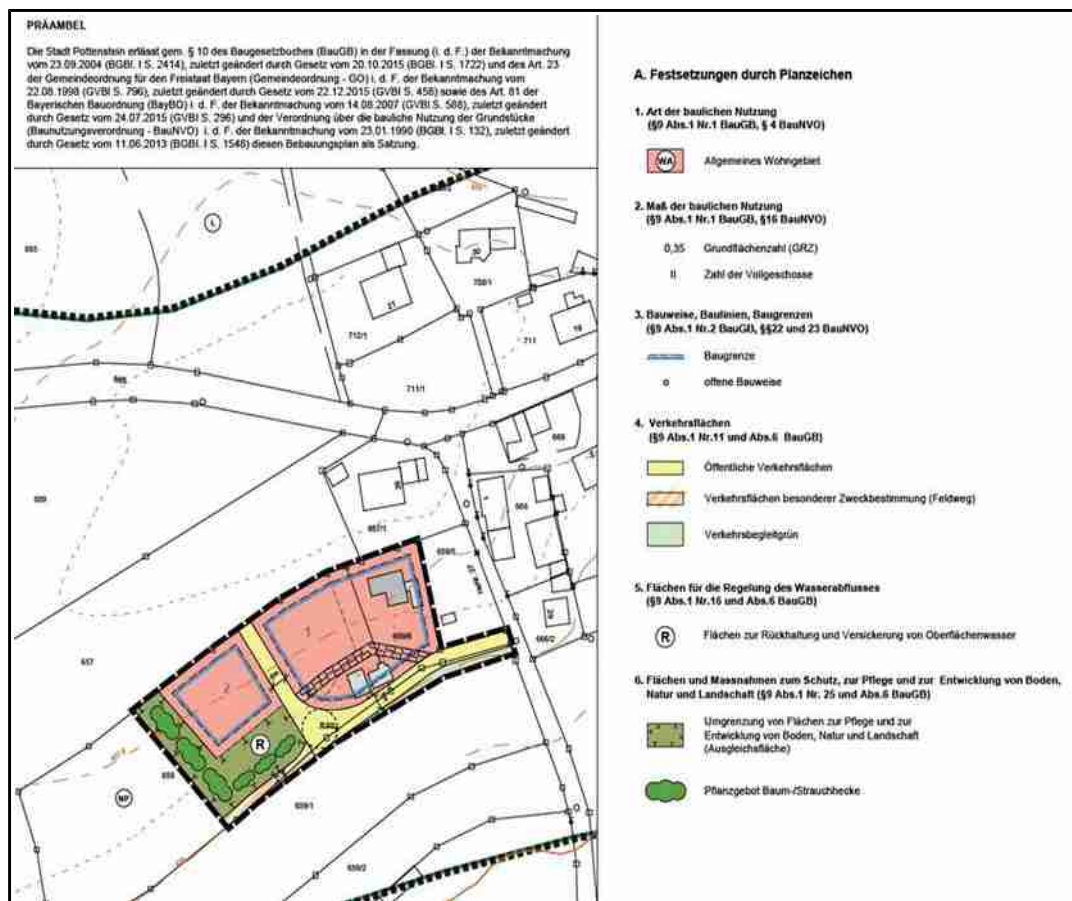 PRÄAMBEL
Die Stadt Pottenstein erlässt gem. § 10 des Baugesetzbuches (BauGB) in der Fassung (i. d. F.) der Bekanntmachung
vom 23.09.2004 (BGBl. I S. 2414), zuletzt geändert durch Gesetz vom 20.10.2015 (BGBl. I S. 1722) und des Art. 23
der Gemeindeordnung für den Freistaat Bayern (Gemeindeordnung - GO) i. d. F. der Bekanntmachung vom
22.08.1998 (GVBl S. 796), zuletzt geändert durch Gesetz vom 22.12.2015 (GVBl S. 458) sowie des Art. 81 der
Bayerischen Bauordnung (BayBO) i. d. F. der Bekanntmachung vom 14.08.2007 (GVBl S. 588), zuletzt geändert
durch Gesetz vom 24.07.2015 (GVBl S. 296) und der Verordnung über die bauliche Nutzung der Grundstücke
(Baunutzungsverordnung - BauNVO) i. d. F. der Bekanntmachung vom 23.01.1990 (BGBl. I S. 132), zuletzt geändert
durch Gesetz vom 11.06.2013 (BGBl. I S. 1548) diesen Bebauungsplan als Satzung.
L
700/1
712/1
21
711
711/1
18
669
667/1
659/5
666/2
657
R
658
NP
659/1
659/2
A. Festsetzungen durch Planzeichen
1. Art der baulichen Nutzung
(§9 Abs.1 Nr.1 BauGB, § 4 BauNVO)
WA Allgemeines Wohngebiet
2. Maß der baulichen Nutzung
(§9 Abs.1 Nr.1 BauGB, §16 BauNVO)
0,35 Grundflächenzahl (GRZ)
II Zahl der Vollgeschosse
3. Bauweise, Baulinien, Baugrenzen
(§9 Abs.1 Nr.2 BauGB, §§22 und 23 BauNVO)
Baugrenze
o offene Bauweise
4. Verkehrsflächen
(§9 Abs.1 Nr.11 und Abs.6 BauGB)
Öffentliche Verkehrsflächen
Verkehrsflächen besonderer Zweckbestimmung (Feldweg)
Verkehrsbegleitgrün
5. Flächen für die Regelung des Wasserabflusses
(§9 Abs.1 Nr.16 und Abs.6 BauGB)
R Flächen zur Rückhaltung und Versickerung von Oberflächenwasser
6. Flächen und Massnahmen zum Schutz, zur Pflege und zur Entwicklung von Boden,
Natur und Landschaft (§9 Abs.1 Nr. 25 und Abs.6 BauGB)
Umgrenzung von Flächen zur Pflege und zur
Entwicklung von Boden, Natur und Landschaft
(Ausgleichsfläche)
Pflanzgebot Baum-/Strauchhecke